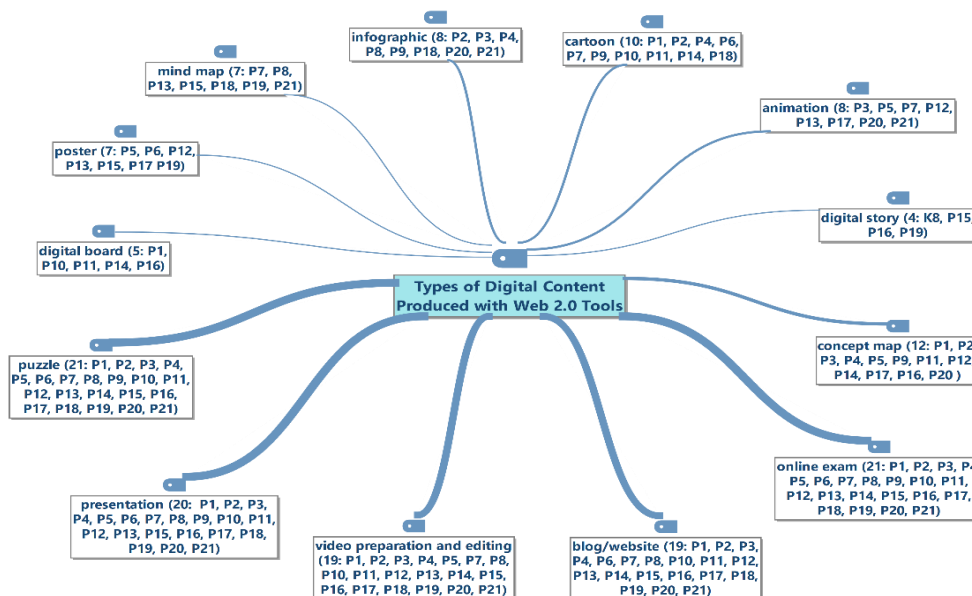 infographic (8: P2, P3, P4,
P8, P9, P18, P20, P21)
cartoon (10: P1, P2, P4, P6,
P7, P9, P10, P11, P14, P18)
mind map (7: P7, P8,
P13, P15, P18, P19, P21)
animation (8: P3, P5, P7, P12,
P13, P17, P20, P21)
poster (7: P5, P6, P12,
P13, P15, P17 P19)
digital story (4: K8, P15,
P16, P19)
digital board (5: P1,
P10, P11, P14, P16)
Types of Digital Content
Produced with Web 2.0 Tools
concept map (12: P1, P2
P3, P4, P5, P9, P11, P12
P14, P17, P16, P20 )
puzzle (21: P1, P2, P3, P4,
P5, P6, P7, P8, P9, P10, P11,
P12, P13, P14, P15, P16,
P17, P18, P19, P20, P21)
online exam (21: P1, P2, P3, P4
P5, P6, P7, P8, P9, P10, P11,
P12, P13, P14, P15, P16, P17,
P18, P19, P20, P21)
presentation (20: P1, P2, P3,
P4, P5, P6, P7, P8, P9, P10, P11,
P12, P13, P15, P16, P17, P18,
P19, P20, P21)
video preparation and editing
(19: P1, P2, P3, P4, P5, P7, P8,
P10, P11, P12, P13, P14, P15,
P16, P17, P18, P19, P20, P21)
blog/website (19: P1, P2, P3,
P4, P6, P7, P8, P10, P11, P12,
P13, P14, P15, P16, P17, P18,
P19, P20, P21)